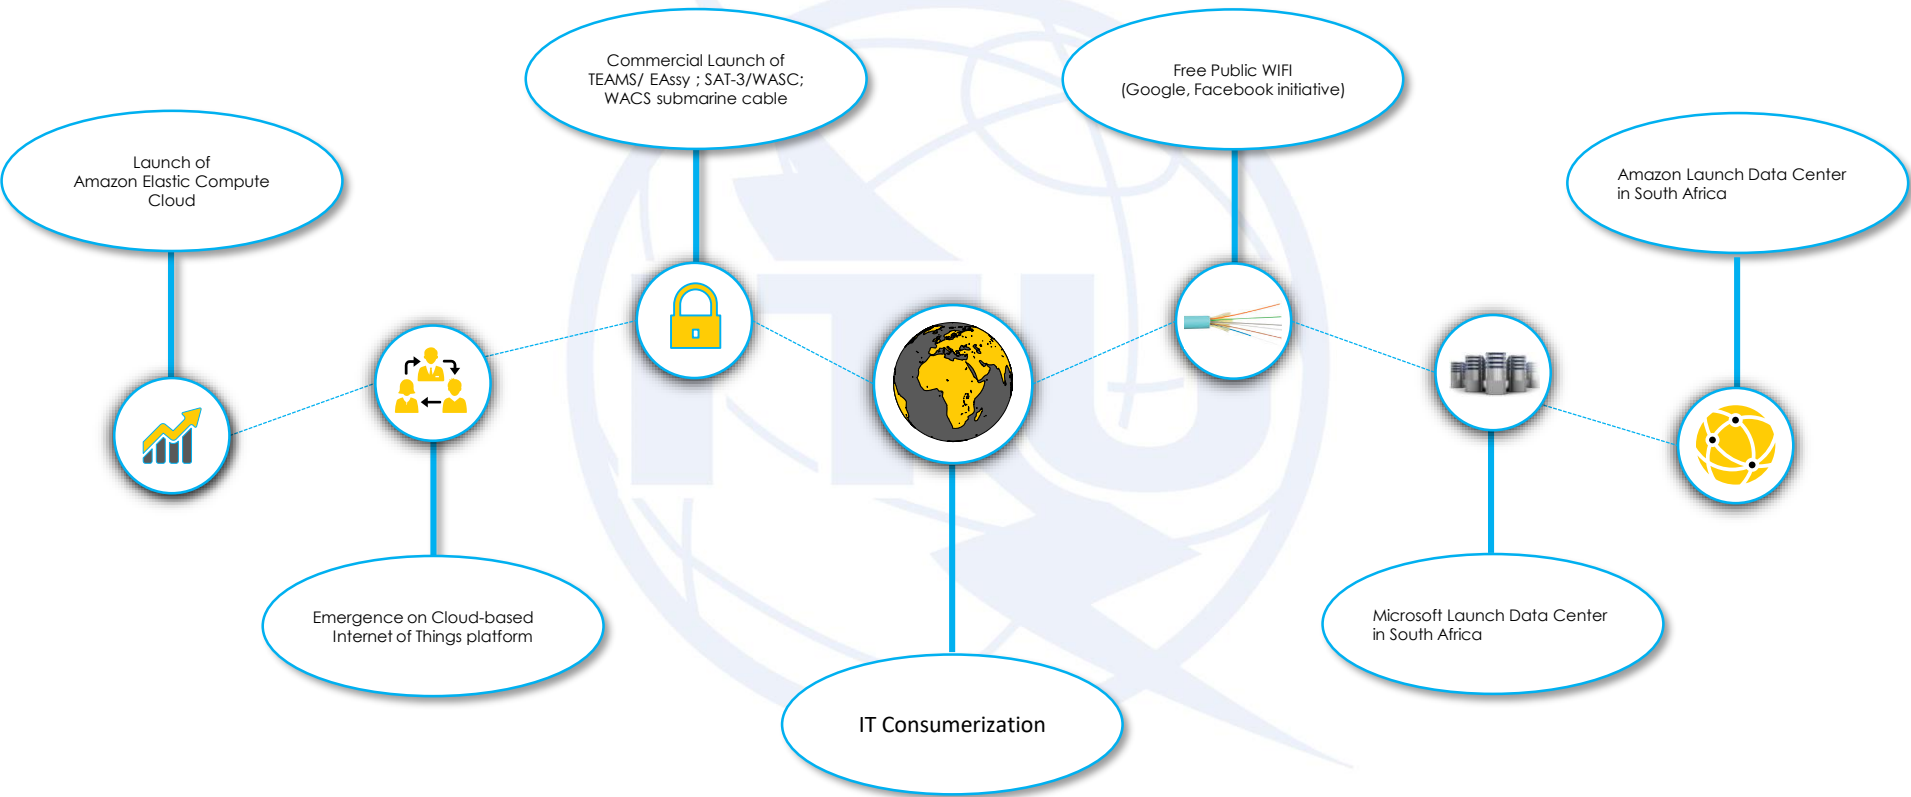 Launch of
Amazon Elastic Compute
Cloud
Emergence on Cloud-based
Internet of Things platform
Commercial Launch of
TEAMS/ EAssy ; SAT-3/WASC;
WACS submarine cable
IT Consumerization
Free Public WIFI
(Google, Facebook initiative)
Microsoft Launch Data Center
in South Africa
Amazon Launch Data Center
in South Africa
ITU